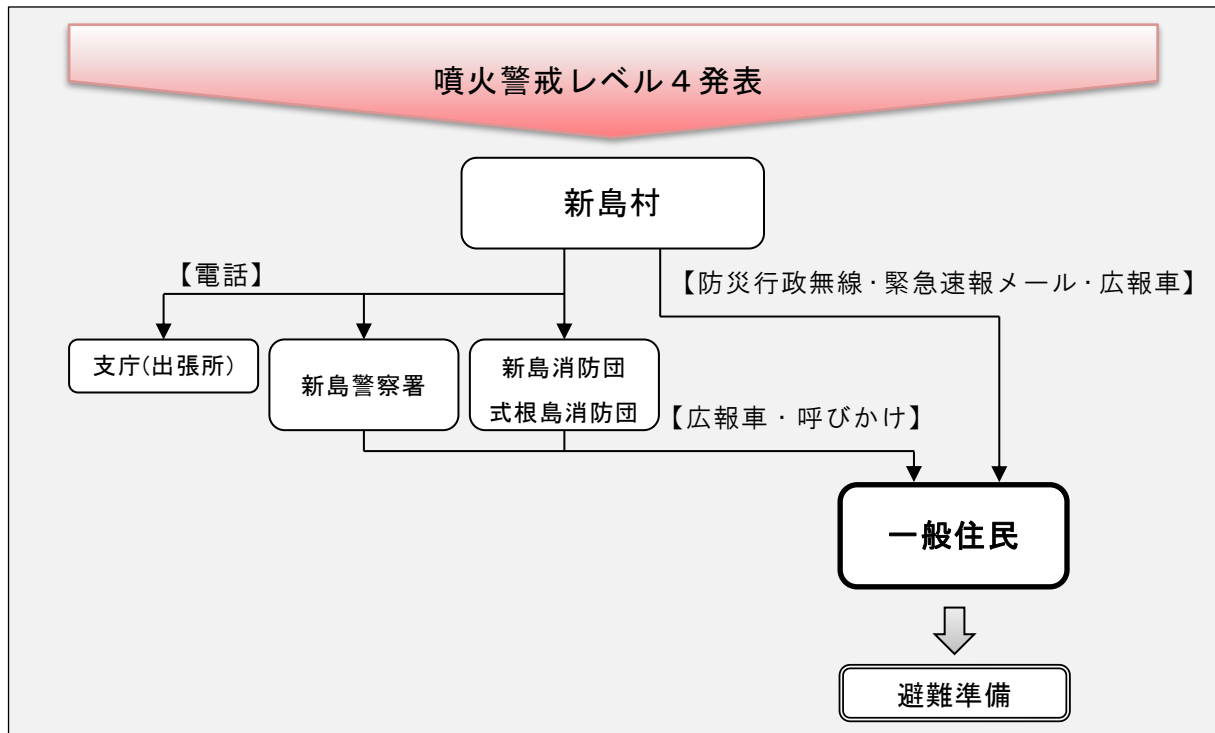 噴火警戒レベル４発表
新島村
【電話】
【防災行政無線・緊急速報メール・広報車】
支庁(出張所)
新島警察署
新島消防団
式根島消防団
【広報車・呼びかけ】
一般住民
避難準備